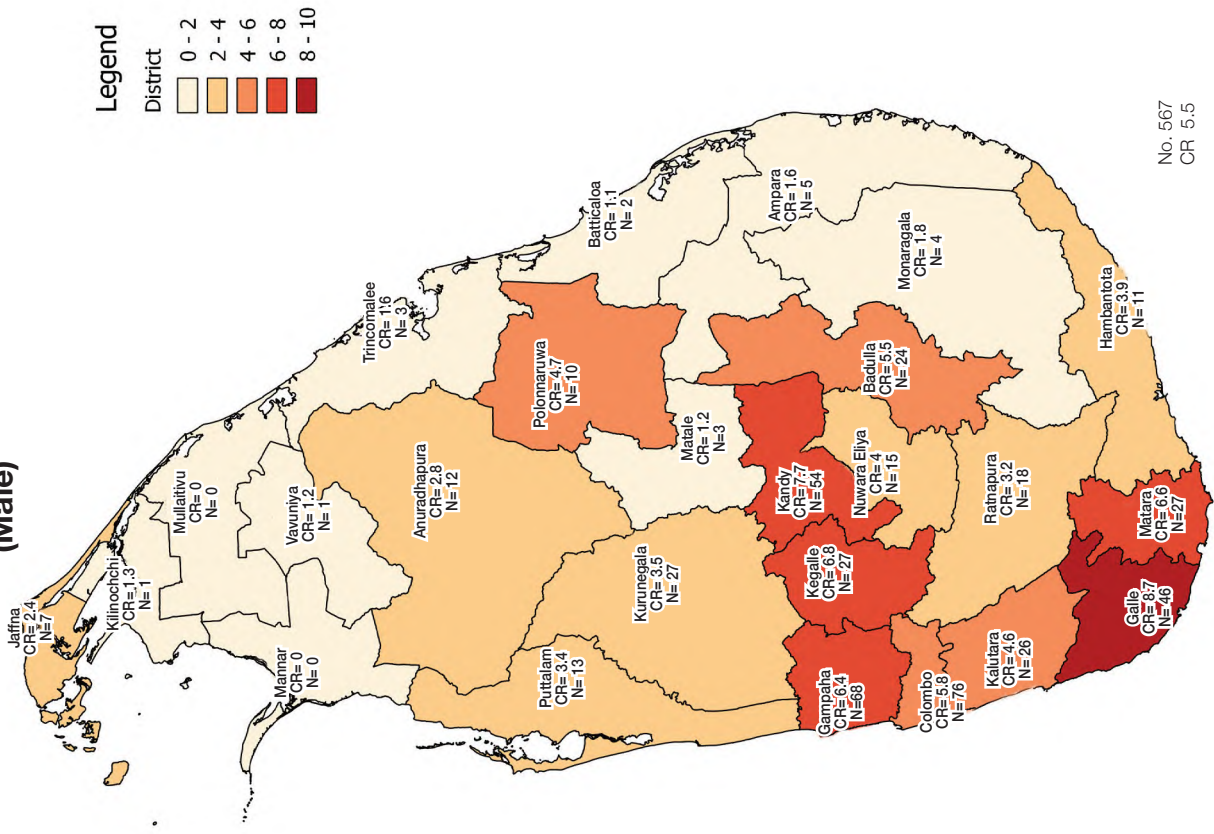 (Male)
Legend
District
0 - 2
2 - 4
4 - 6
6 - 8
8 - 10
Jaffna
CR= 2.4
N=7
Kilinochchi
CR= 1.3
N= 1
Mullaitivu
CR= 0
N= 0
Vavuniya
CR= 1.2
N= 1
Mannar
CR= 0
N= 0
Trincomalee
CR= 1.6
N= 3
Anuradhapura
CR= 2.8
N= 12
Polonnaruwa
CR= 4.7
N= 10
Batticaloa
CR= 1.1
N= 2
Puttalam
CR= 3.4
N= 13
Kurunegala
CR= 3.5
N= 27
Matale
CR= 1.2
N=3
Ampara
CR= 1.6
N= 5
Kandy
CR= 7.7
N= 54
Badulla
CR= 5.5
N= 24
Monaragala
CR= 1.8
N= 4
Gampaha
CR= 6.4
N=68
Kegalle
CR= 6.8
N= 27
Nuwara Eliya
CR= 4
N= 15
Colombo
CR= 5.8
N= 76
Kalutara
CR= 4.6
N= 26
Ratnapura
CR= 3.2
N= 18
Hambantota
CR= 3.9
N= 11
Galle
CR= 8.7
N= 46
Matara
CR= 6.6
N=27
No. 567
CR 5.5